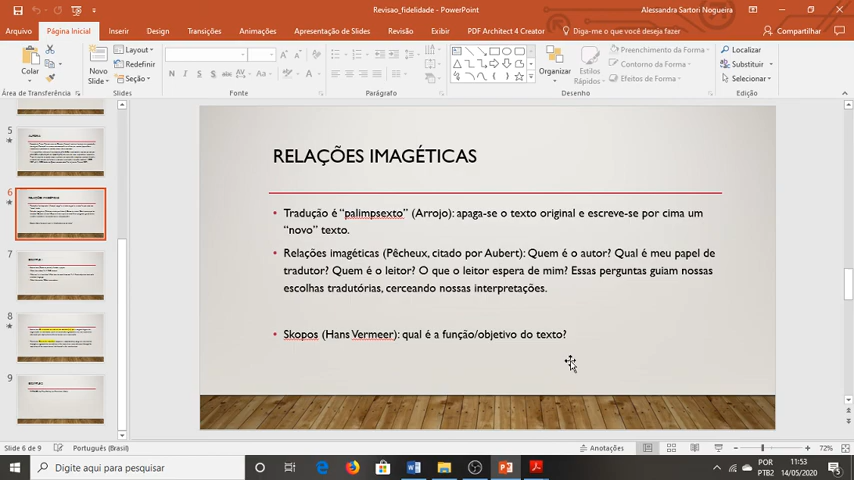 Revisao_fidelidade - PowerPoint
Alessandra Sartori Nogueira
Arquivo Página Inicial Inserir Design Transições Animações Apresentação de Slides Revisão Exibir PDF Architect 4 Creator Diga-me o que você deseja fazer Compartilhar
Colar
Novo Slide
Layout
Redefinir
Seção
N I S
Organizar
Estilos Rápidos
Preenchimento da Forma
Contorno da Forma
Efeitos de Forma
Localizar
Substituir
Selecionar
Área de Transferência Slides Fonte Parágrafo Desenho Edição
5
6
7
8
9
RELAÇÕES IMAGÉTICAS
• Tradução é “palimpsexto” (Arrojo): apaga-se o texto original e escreve-se por cima um
“novo” texto.
• Relações imagéticas (Pêcheux, citado por Aubert): Quem é o autor? Qual é meu papel de
tradutor? Quem é o leitor? O que o leitor espera de mim? Essas perguntas guiam nossas
escolhas tradutórias, cerceando nossas interpretações.
• Skopos (Hans Vermeer): qual é a função/objetivo do texto?
Slide 6 de 9 Português (Brasil) Anotações 72%
Digite aqui para pesquisar
POR
PTB2
11:53
14/05/2020